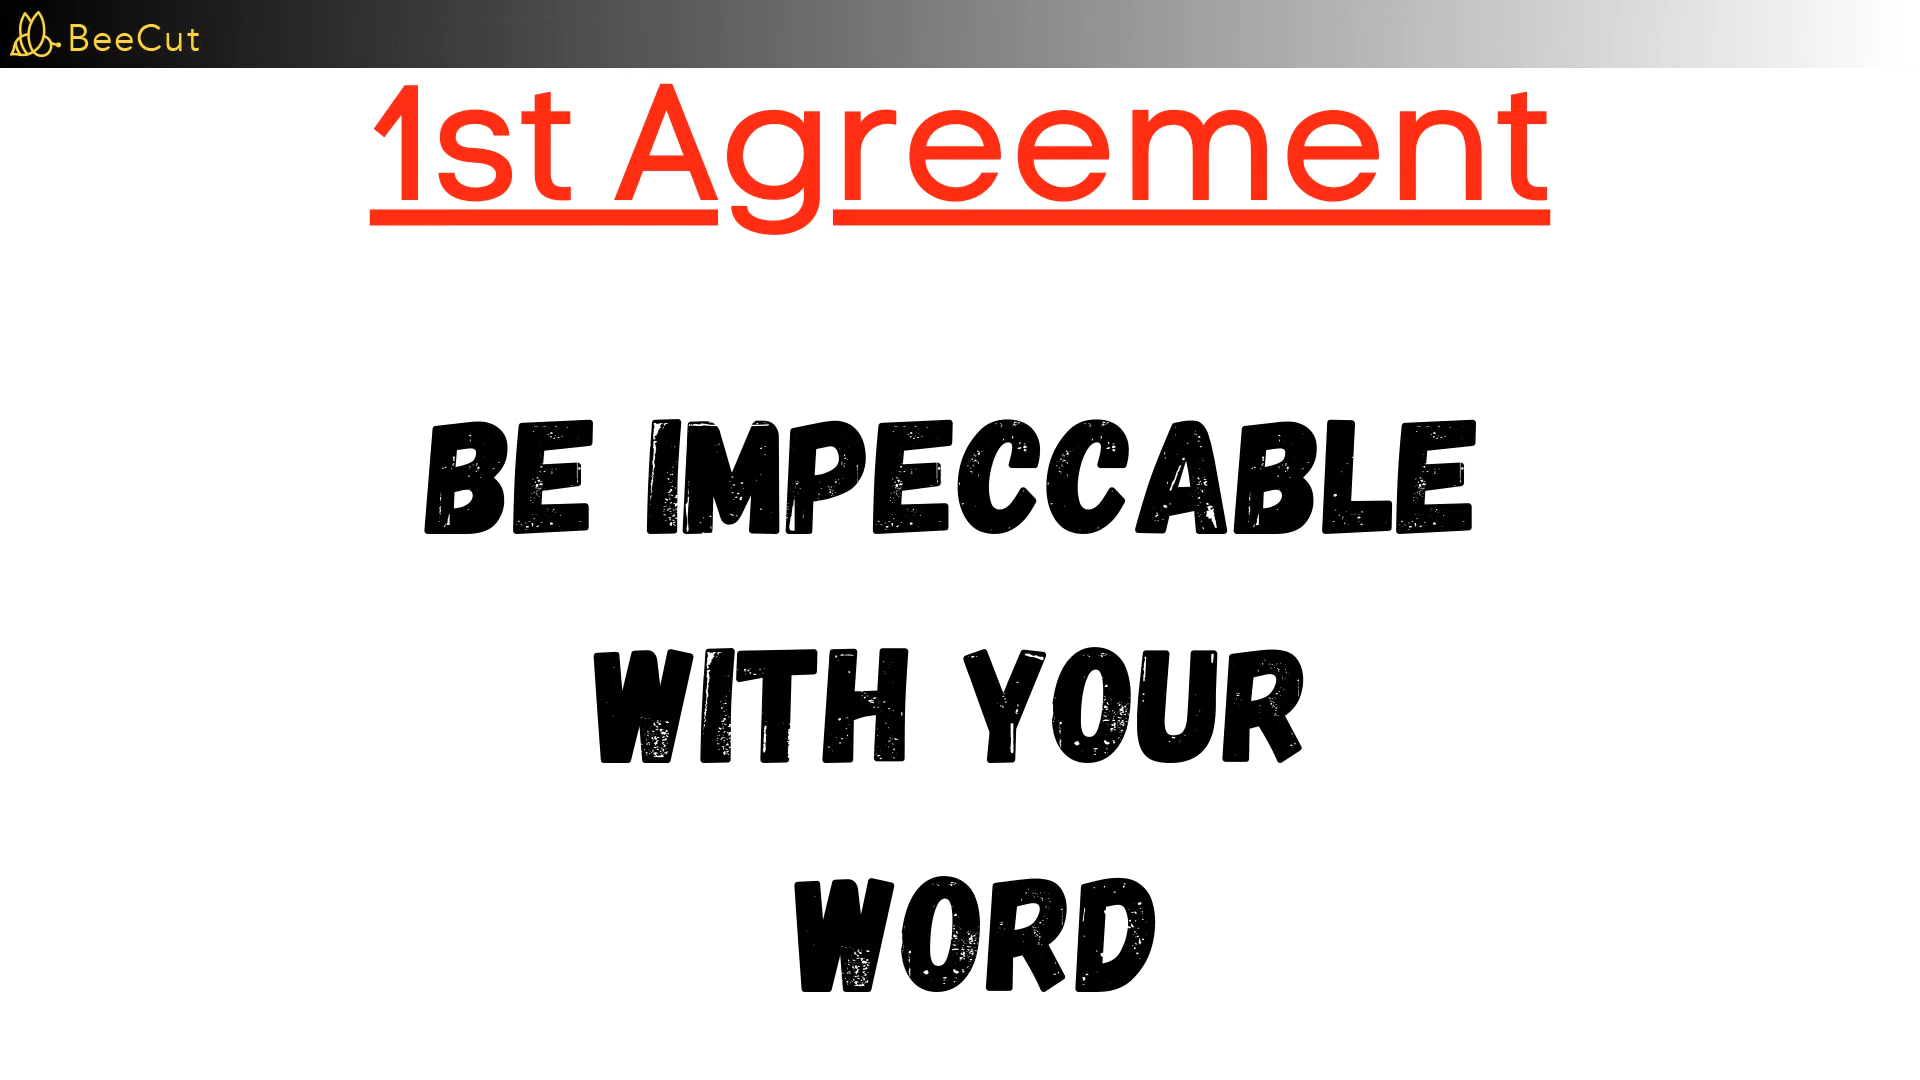 BeeCut
1st Agreement
BE IMPECCABLE
WITH YOUR
WORD